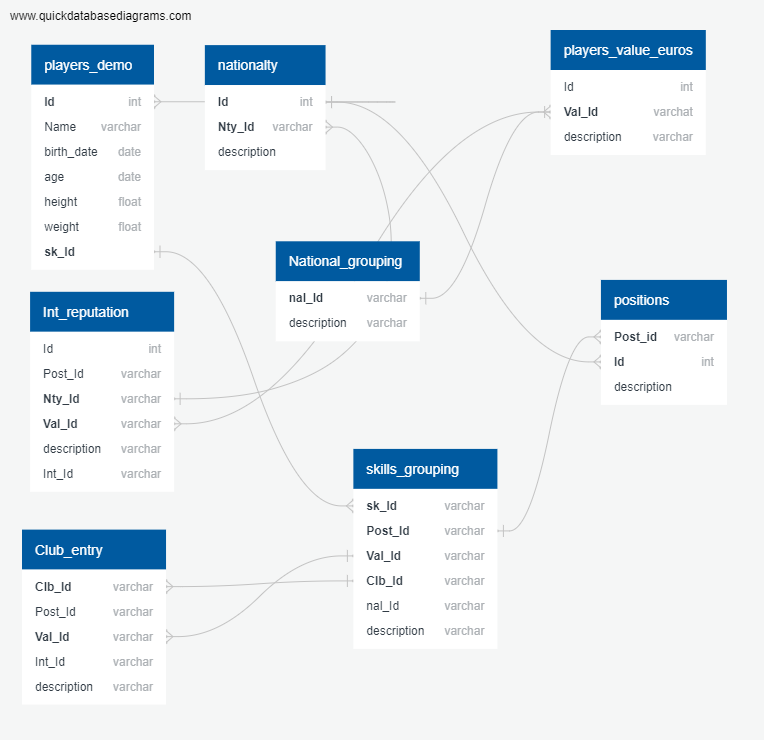 www.quickdatabasediagrams.com
players_demo
Id int
Name varchar
birth_date date
age date
height float
weight float
sk_Id
nationalty
Id int
Nty_Id varchar
description
players_value_euros
Id int
Val_Id varchat
description varchar
National_grouping
nal_Id varchar
description varchar
positions
Post_id varchar
Id int
description
Int_reputation
Id int
Post_Id varchar
Nty_Id varchar
Val_Id varchar
description varchar
Int_Id varchar
skills_grouping
sk_Id varchar
Post_Id varchar
Val_Id varchar
Clb_Id varchar
nal_Id varchar
description varchar
Club_entry
Clb_Id varchar
Post_Id varchar
Val_Id varchar
Int_Id varchar
description varchar